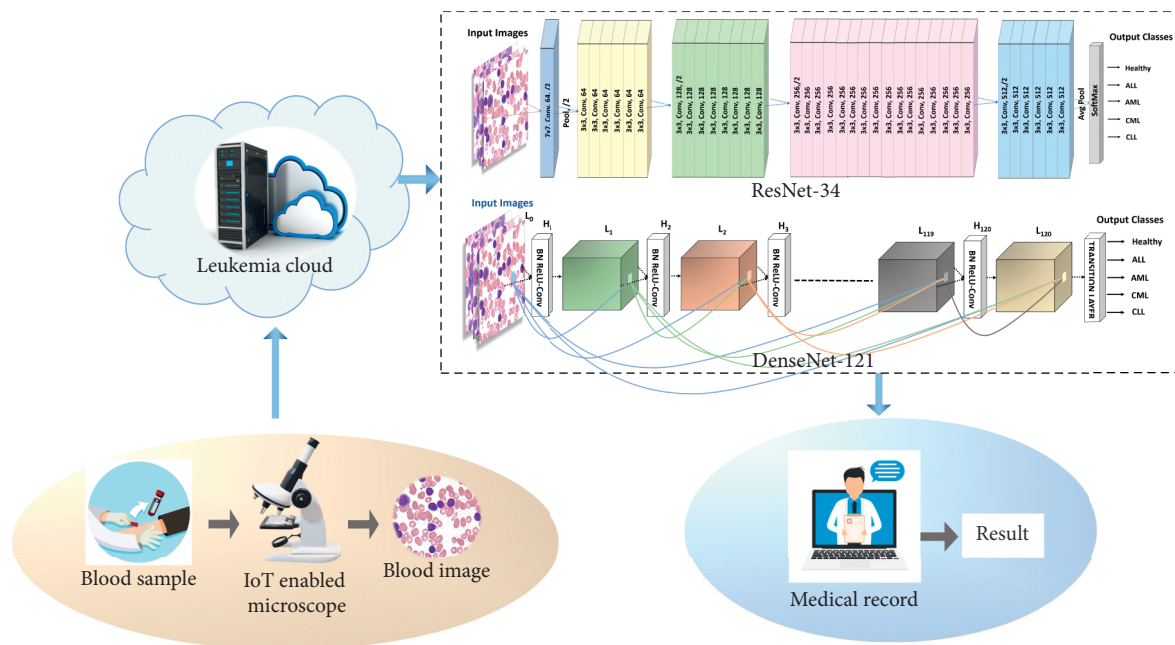 Input Images
7x7, Conv, 64, /2
Pool, /2
3x3, Conv, 64
3x3, Conv, 64
3x3, Conv, 64
3x3, Conv, 64
3x3, Conv, 64
3x3, Conv, 64
3x3, Conv, 128, /2
3x3, Conv, 128
3x3, Conv, 128
3x3, Conv, 128
3x3, Conv, 128
3x3, Conv, 128
3x3, Conv, 128
3x3, Conv, 128
3x3, Conv, 256,/2
3x3, Conv, 256
3x3, Conv, 256
3x3, Conv, 256
3x3, Conv, 256
3x3, Conv, 256
3x3, Conv, 256
3x3, Conv, 256
3x3, Conv, 256
3x3, Conv, 256
3x3, Conv, 256
3x3, Conv, 256
3x3, Conv, 512,/2
3x3, Conv, 512
3x3, Conv, 512
3x3, Conv, 512
3x3, Conv, 512
3x3, Conv, 512
Avg Pool
SoftMax
Output Classes
Healthy
ALL
AML
CML
CLL
ResNet-34
Input Images
L0
Hi
BN ReLU-Conv
L1
H2
BN ReLU-Conv
L2
H3
BN ReLU-Conv
L119
H120
BN ReLU-Conv
L120
TRANSITION LAYER
Output Classes
Healthy
ALL
AML
CML
CLL
DenseNet-121
Leukemia cloud
Blood sample
IoT enabled
microscope
Blood image
Medical record
Result